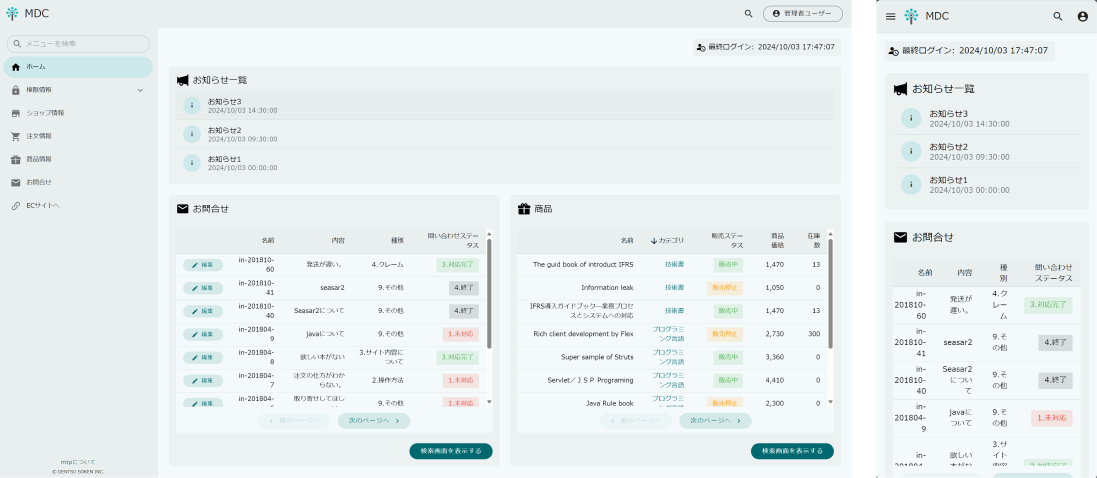 MDC
管理者ユーザー
メニューを検索
ホーム
権限情報
ショップ情報
注文情報
商品情報
お問合せ
ECサイトへ
mtpについて
© DENTSU SOKEN INC.
最終ログイン: 2024/10/03 17:47:07
お知らせ一覧
お知らせ3
2024/10/03 14:30:00
お知らせ2
2024/10/03 09:30:00
お知らせ1
2024/10/03 00:00:00
お問合せ
名前 内容 種別 問い合わせステー
タス
編集 in-201810-
60 発送が遅い。 4.クレーム 3.対応完了
編集 in-201810-
41 seasar2 9.その他 4.終了
編集 in-201810-
40 Seasar2について 9.その他 4.終了
編集 in-201804-
9 javaについて 9.その他 1.未対応
編集 in-201804-
8 欲しい本がない 3.サイト内容に
ついて 3.対応完了
編集 in-201804-
7 注文の仕方がわか
らない。 2.操作方法 1.未対応
編集 in-201804- 取り寄せてほし 9.その他 1.未対応
前のページへ 次のページへ
検索画面を表示する
商品
名前 カテゴリ 販売ステー
タス 商品
価格 在庫
数
The guid book of introduct IFRS 技術書 販売中 1,470 13
Information leak 技術書 販売停止 1,050 0
IFRS導入ガイドブックー業務プロセ
スとシステムへの対応 技術書 販売中 1,470 13
Rich client development by Flex プログラミ
ング言語 販売停止 2,730 300
Super sample of Struts プログラミ
ング言語 販売中 3,360 0
Servlet／ＪＳＰ Programing プログラミ
ング言語 販売中 4,410 0
Java Rule book プログラミ
ング言語 販売停止 2,300 0
前のページへ 次のページへ
検索画面を表示する
MDC
最終ログイン: 2024/10/03 17:47:07
お知らせ一覧
お知らせ3
2024/10/03 14:30:00
お知らせ2
2024/10/03 09:30:00
お知らせ1
2024/10/03 00:00:00
お問合せ
名前 内容 種
別 問い合わせ
ステータス
in-
201810-
60 発送が
遅い。 4.ク
レー
ム 3.対応完了
in-
201810-
41 seasar2 9.そ
の他 4.終了
in-
201810-
40 Seasar2
につい
て 9.そ
の他 4.終了
in-
201804-
9 javaに
ついて 9.そ
の他 1.未対応
in-
201804- 欲しい
本がな 3.サ
イト
内容 3.対応完了